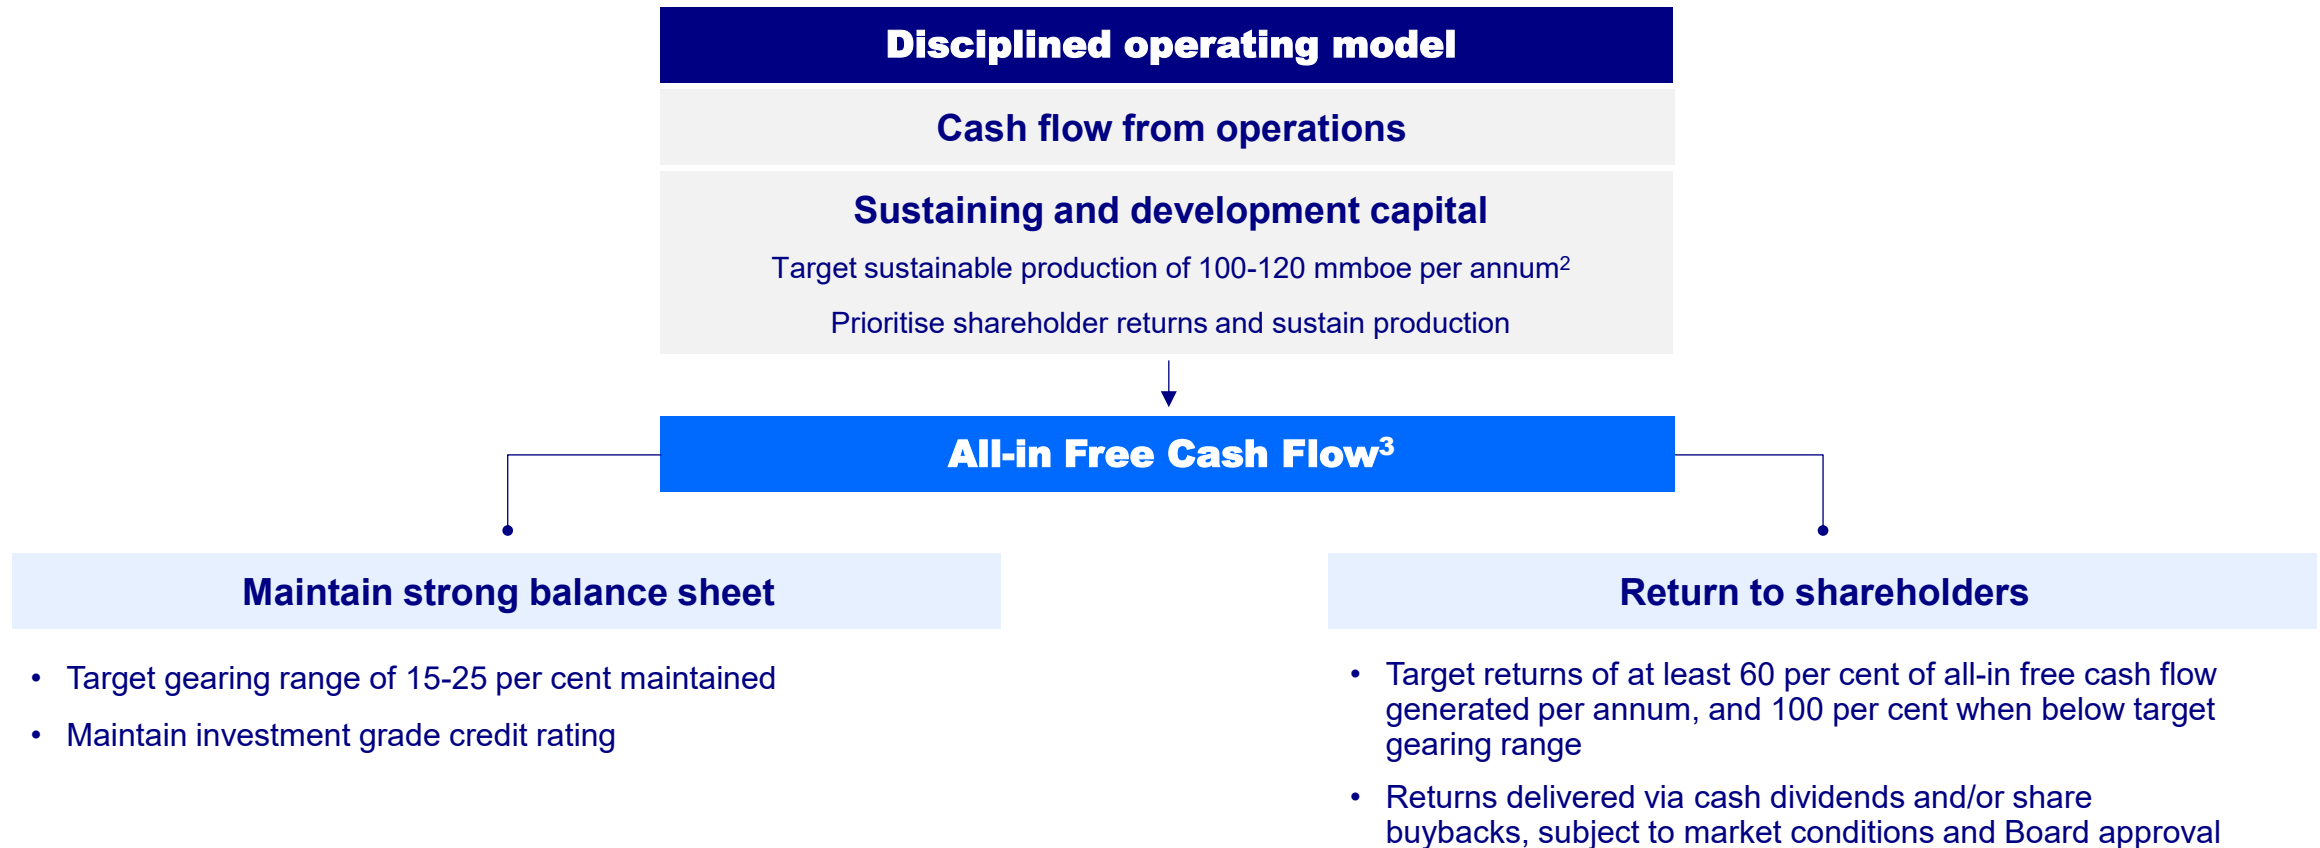 Disciplined operating model
Cash flow from operations
Sustaining and development capital
Target sustainable production of 100-120 mmboe per annum²
Prioritise shareholder returns and sustain production
All-in Free Cash Flow³
Maintain strong balance sheet
• Target gearing range of 15-25 per cent maintained
• Maintain investment grade credit rating
Return to shareholders
• Target returns of at least 60 per cent of all-in free cash flow
generated per annum, and 100 per cent when below target
gearing range
• Returns delivered via cash dividends and/or share
buybacks, subject to market conditions and Board approval